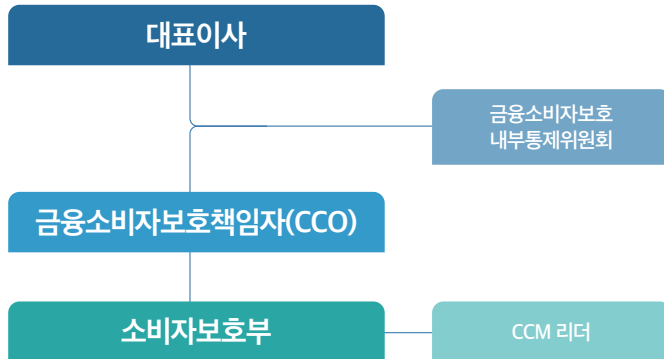 대표이사
금융소비자보호
내부통제위원회
금융소비자보호책임자(CCO)
소비자보호부
CCM 리더